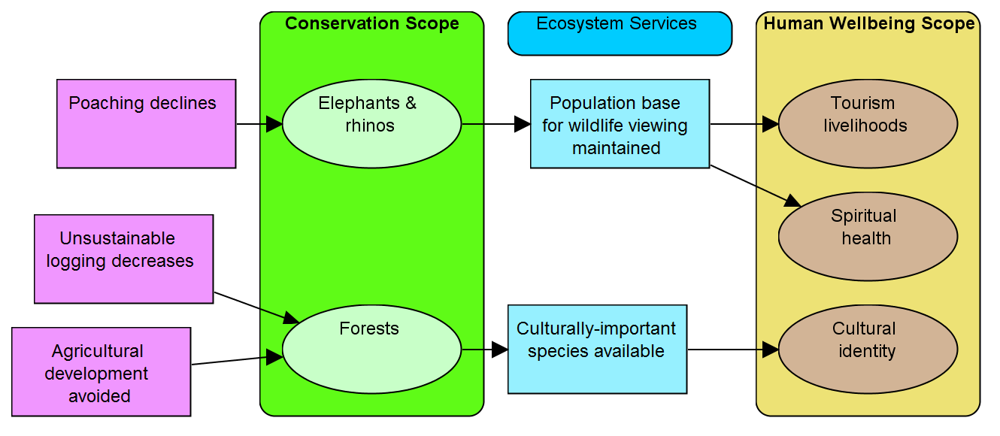 Conservation Scope
Ecosystem Services
Human Wellbeing Scope
Poaching declines
Elephants &
rhinos
Population base
for wildlife viewing
maintained
Tourism
livelihoods
Unsustainable
logging decreases
Spiritual
health
Agricultural
development
avoided
Forests
Culturally-important
species available
Cultural
identity